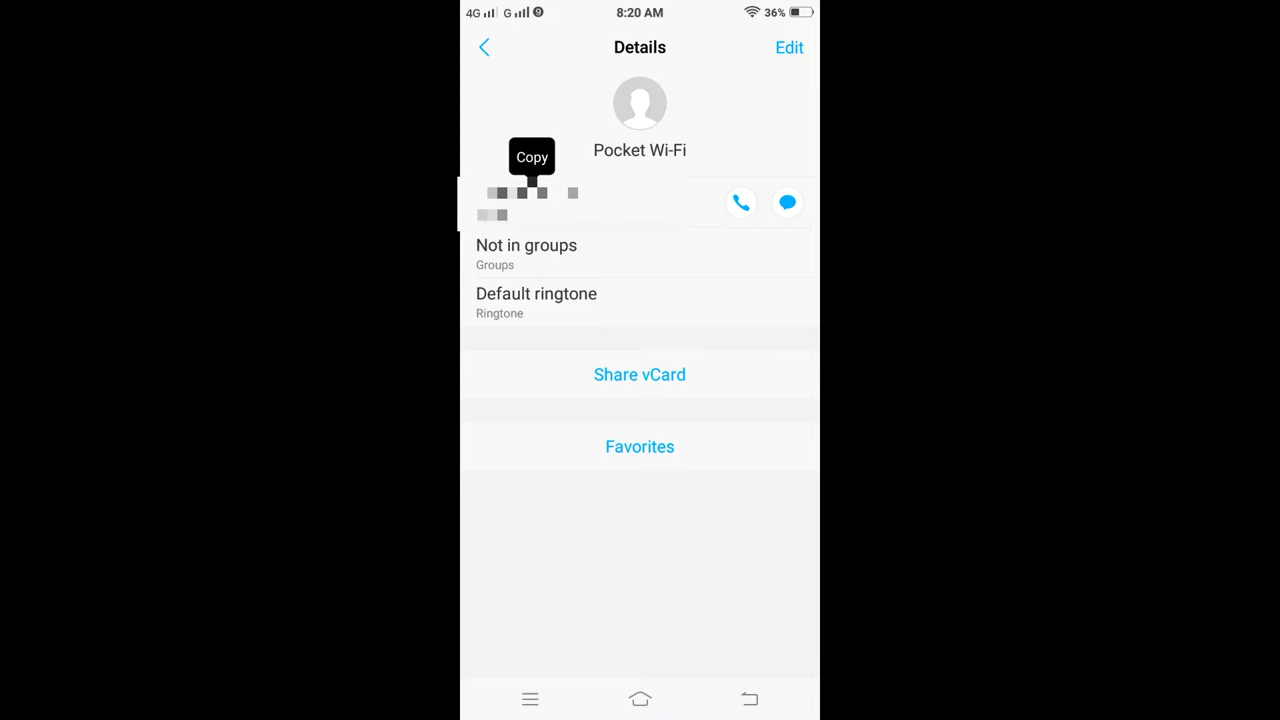 4G G 9 8:20 AM 36%
Details Edit
Copy
Pocket Wi-Fi
Not in groups
Groups
Default ringtone
Ringtone
Share vCard
Favorites